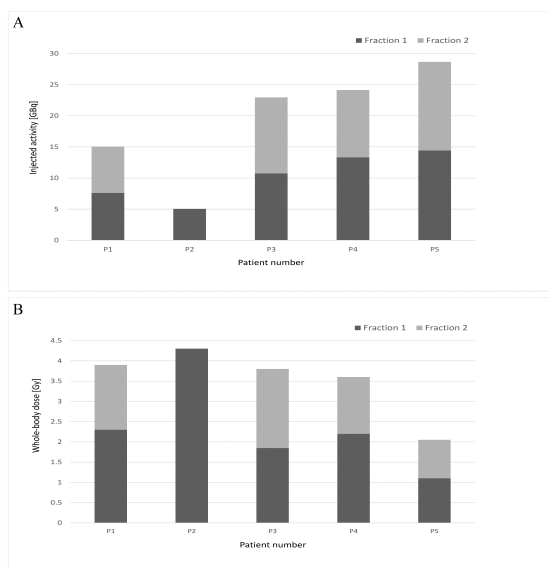 A
Fraction 1 Fraction 2
30
25
20
15
10
5
0
Injected activity [GBq]
P1 P2 P3 P4 P5
Patient number
B
Fraction 1 Fraction 2
4.5
4
3.5
3
2.5
2
1.5
1
0.5
0
Whole-body dose [Gy]
P1 P2 P3 P4 P5
Patient number